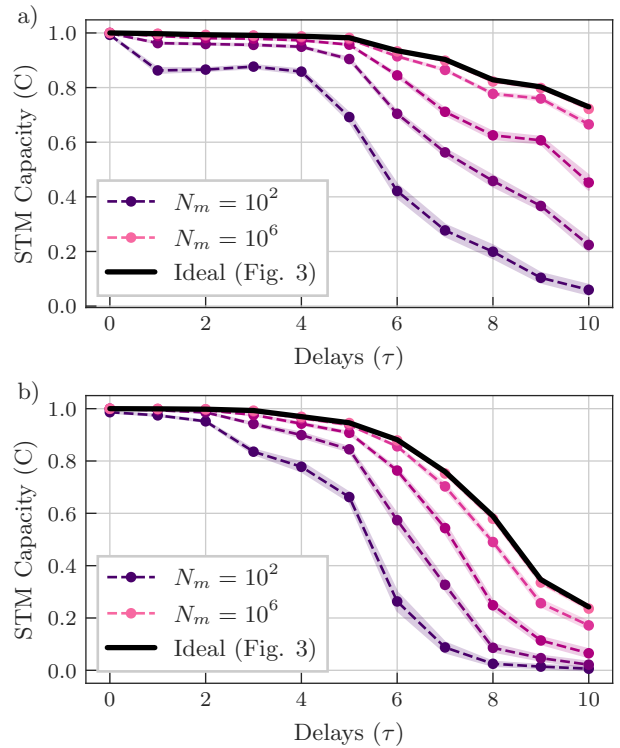 a)
1.0
0.8
0.6
0.4
0.2
0.0
STM Capacity (C)
N_m = 10^2
N_m = 10^6
Ideal (Fig. 3)
0 2 4 6 8 10
Delays (τ)
b)
1.0
0.8
0.6
0.4
0.2
0.0
STM Capacity (C)
N_m = 10^2
N_m = 10^6
Ideal (Fig. 3)
0 2 4 6 8 10
Delays (τ)